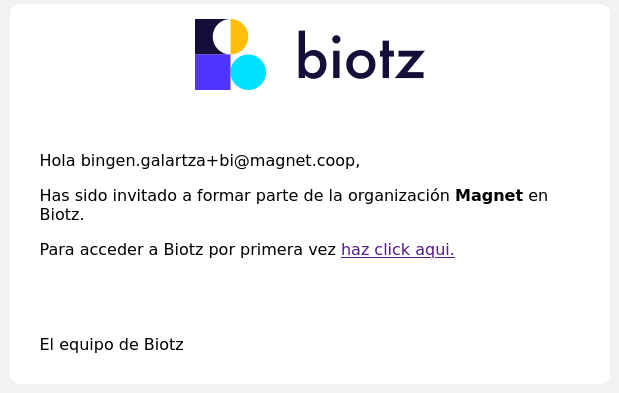 biotz
Hola bingen.galartza+bi@magnet.coop,
Has sido invitado a formar parte de la organización Magnet en
Biotz.
Para acceder a Biotz por primera vez haz click aqui.
El equipo de Biotz